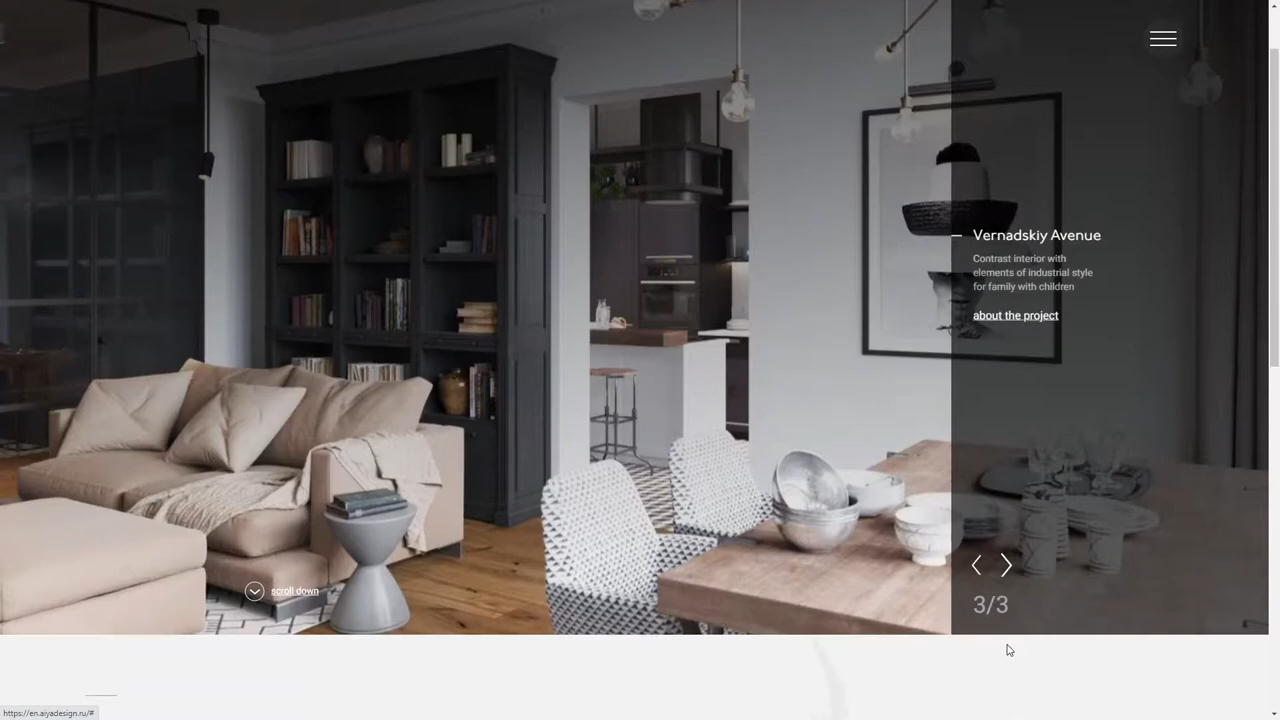 Vernadskiy Avenue
Contrast interior with
elements of industrial style
for family with children
about the project
scroll down
3/3
https://en.aiyadesign.ru/#